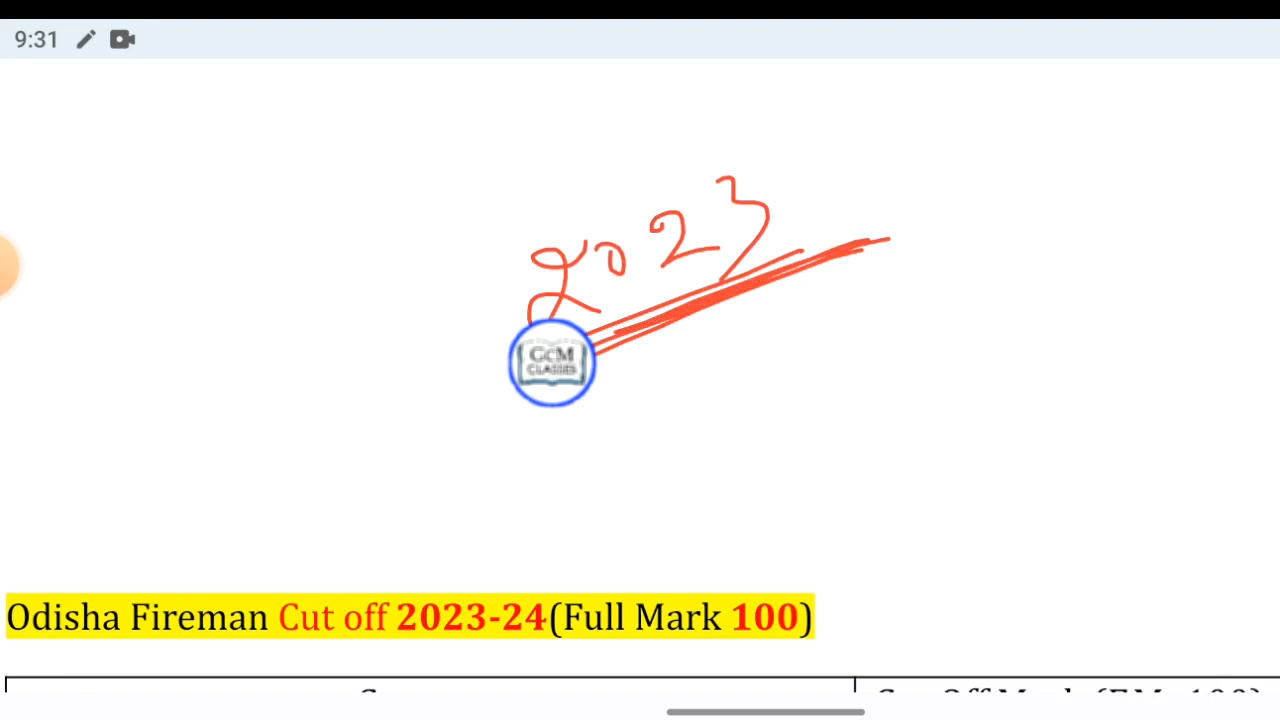 9:31
2023
GCM
CLASSES
Odisha Fireman Cut off 2023-24(Full Mark 100)